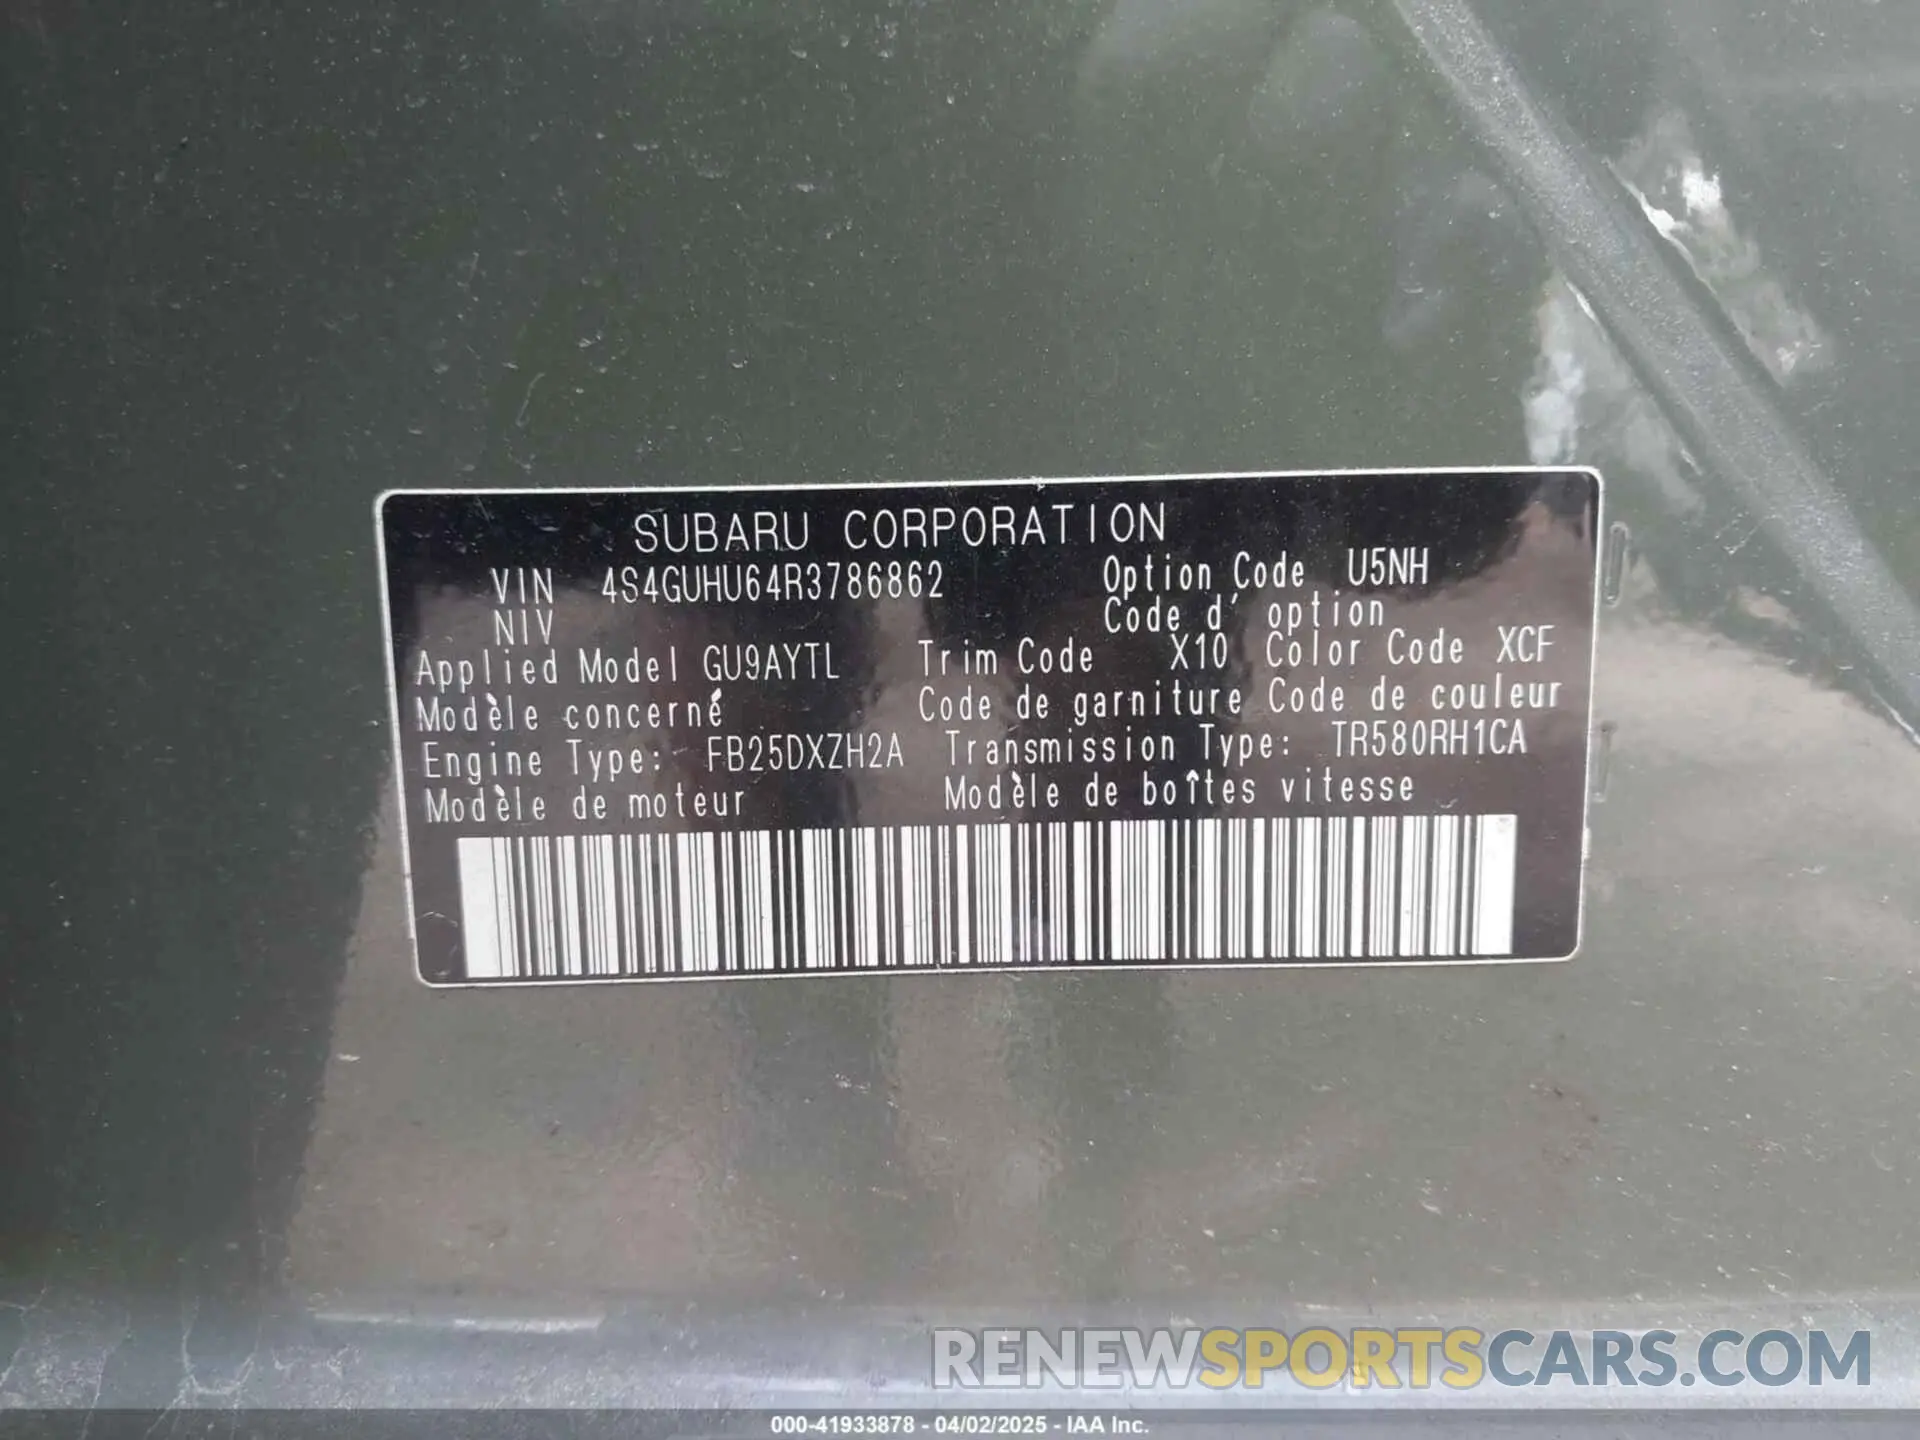 SUBARU CORPORATION
VIN 4S4GUHU64R3786862 Option Code U5NH
NIV Code d' option
Applied Model GU9AYTL Trim Code X10 Color Code XCF
Modèle concerné Code de garniture Code de couleur
Engine Type: FB25DXZH2A Transmission Type: TR580RH1CA
Modèle de moteur Modèle de boîtes vitesse
RENEWSPORTSCARS.COM
000-41933878 - 04/02/2025 - IAA Inc.